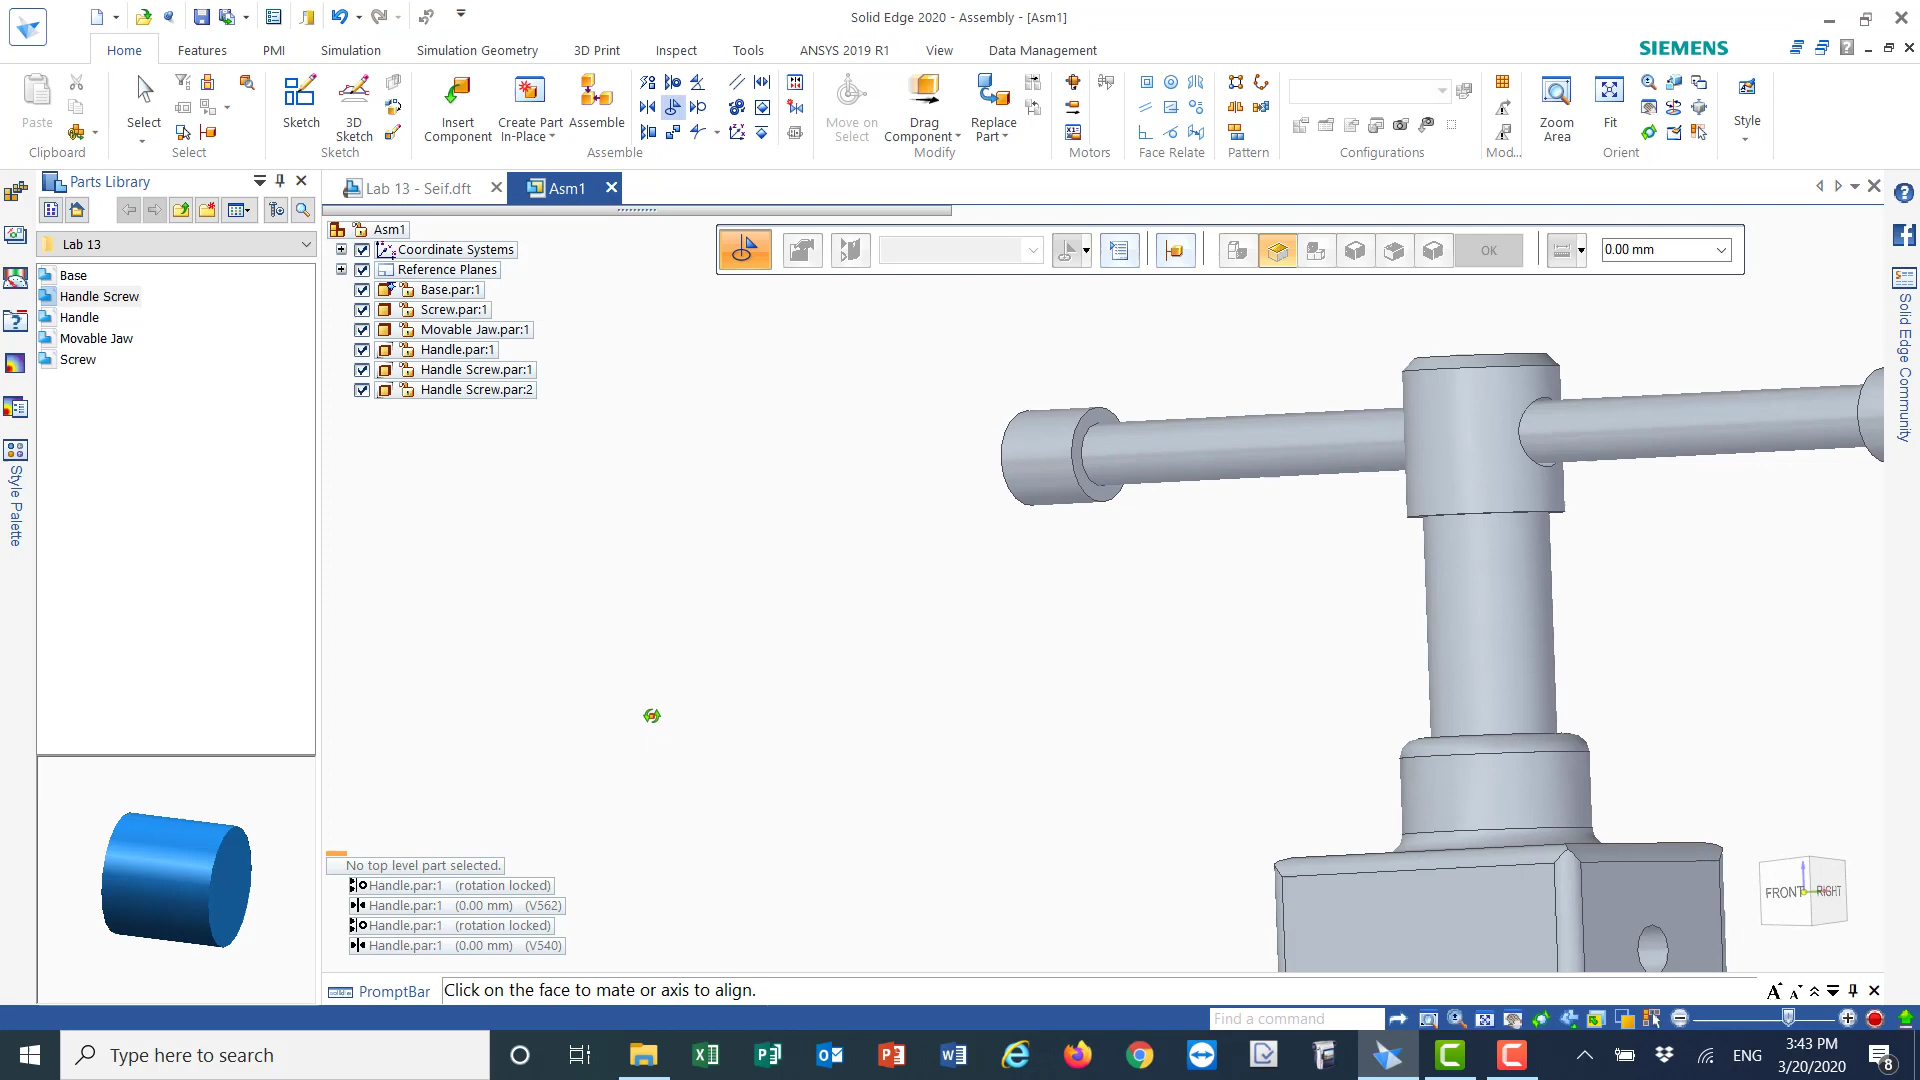 Solid Edge 2020 - Assembly - [Asm1]
Home
Features
PMI
Simulation
Simulation Geometry
3D Print
Inspect
Tools
ANSYS 2019 R1
View
Data Management
SIEMENS
Paste
Clipboard
Select
Select
Sketch
3D
Sketch
Sketch
Insert
Component
Create Part
In-Place
Assemble
Assemble
Move on
Select
Drag
Component
Replace
Part
Modify
Motors
Face Relate
Pattern
Configurations
Mod...
Zoom
Area
Fit
Orient
Style
Parts Library
Lab 13 - Seif.dft
Asm1
Lab 13
Base
Handle Screw
Handle
Movable Jaw
Screw
Style Palette
Asm1
Coordinate Systems
Reference Planes
Base.par:1
Screw.par:1
Movable Jaw.par:1
Handle.par:1
Handle Screw.par:1
Handle Screw.par:2
OK
0.00 mm
Solid Edge Community
FRONT
RIGHT
No top level part selected.
Handle.par:1 (rotation locked)
Handle.par:1 (0.00 mm) (V562)
Handle.par:1 (rotation locked)
Handle.par:1 (0.00 mm) (V540)
PromptBar
Click on the face to mate or axis to align.
Find a command
Type here to search
ENG
3:43 PM
3/20/2020
8